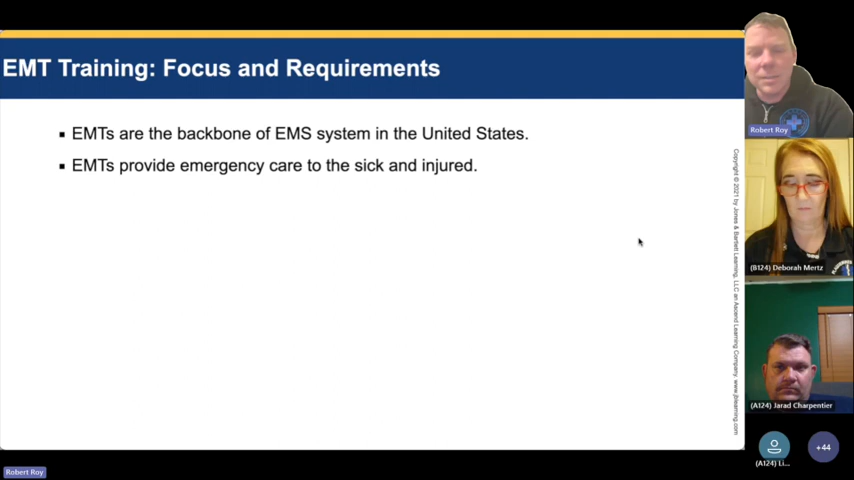 EMT Training: Focus and Requirements
▪ EMTs are the backbone of EMS system in the United States.
▪ EMTs provide emergency care to the sick and injured.
Copyright © 2021 by Jones & Bartlett Learning, LLC an Ascend Learning Company. www.jblearning.com
Robert Roy
(B124) Deborah Mertz
(A124) Jarad Charpentier
(A124) Li...
+44
Robert Roy